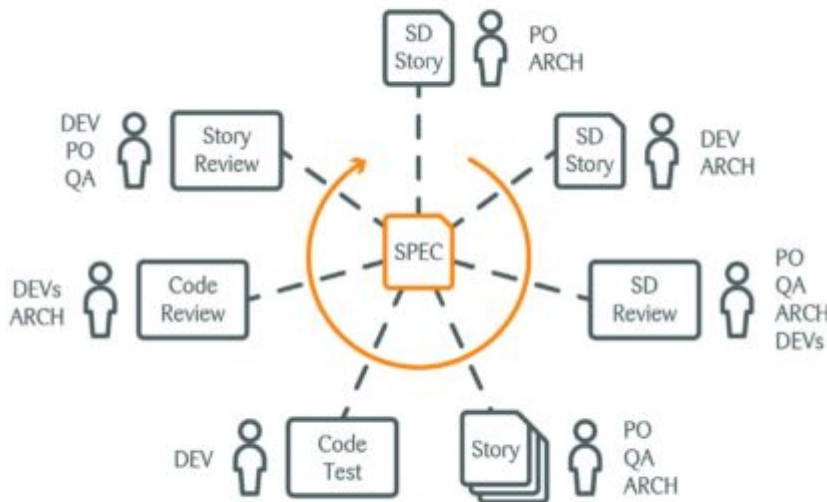 SD
Story
PO
ARCH
SD
Story
DEV
ARCH
SD
Review
PO
QA
ARCH
DEVs
Story
PO
QA
ARCH
Code
Test
DEV
Code
Review
DEVs
ARCH
Story
Review
DEV
PO
QA
SPEC